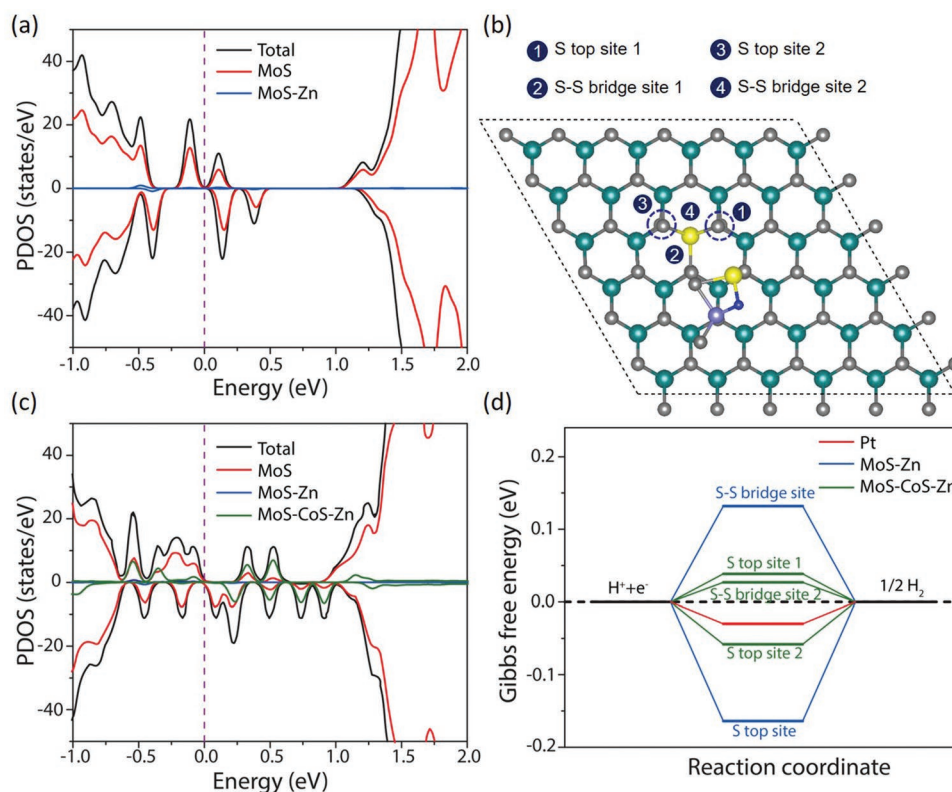 (a)
Total
MoS
MoS-Zn
PDOS (states/eV)
40
20
0
-20
-40
-1.0 -0.5 0.0 0.5 1.0 1.5 2.0
Energy (eV)
(b)
1 S top site 1
3 S top site 2
2 S-S bridge site 1
4 S-S bridge site 2
3 4 1
2
(c)
Total
MoS
MoS-Zn
MoS-CoS-Zn
PDOS (states/eV)
40
20
0
-20
-40
-1.0 -0.5 0.0 0.5 1.0 1.5 2.0
Energy (eV)
(d)
Pt
MoS-Zn
MoS-CoS-Zn
Gibbs free energy (eV)
0.2
0.1
0.0
-0.1
-0.2
S-S bridge site
S top site 1
S-S bridge site 2
H⁺+e⁻
1/2 H₂
S top site 2
S top site
Reaction coordinate